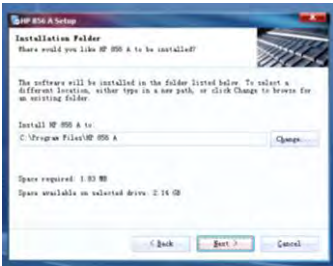 HP 856 A Setup
Installation Folder
Where would you like HP 856 A to be installed?
The software will be installed in the folder listed below. To select a
different location, either type in a new path, or click Change to browse for
an existing folder.
Install HP 856 A to:
C:\Program Files\HP 856 A
Change...
Space required: 1.83 MB
Space available on selected drive: 2.14 GB
< Back
Next >
Cancel